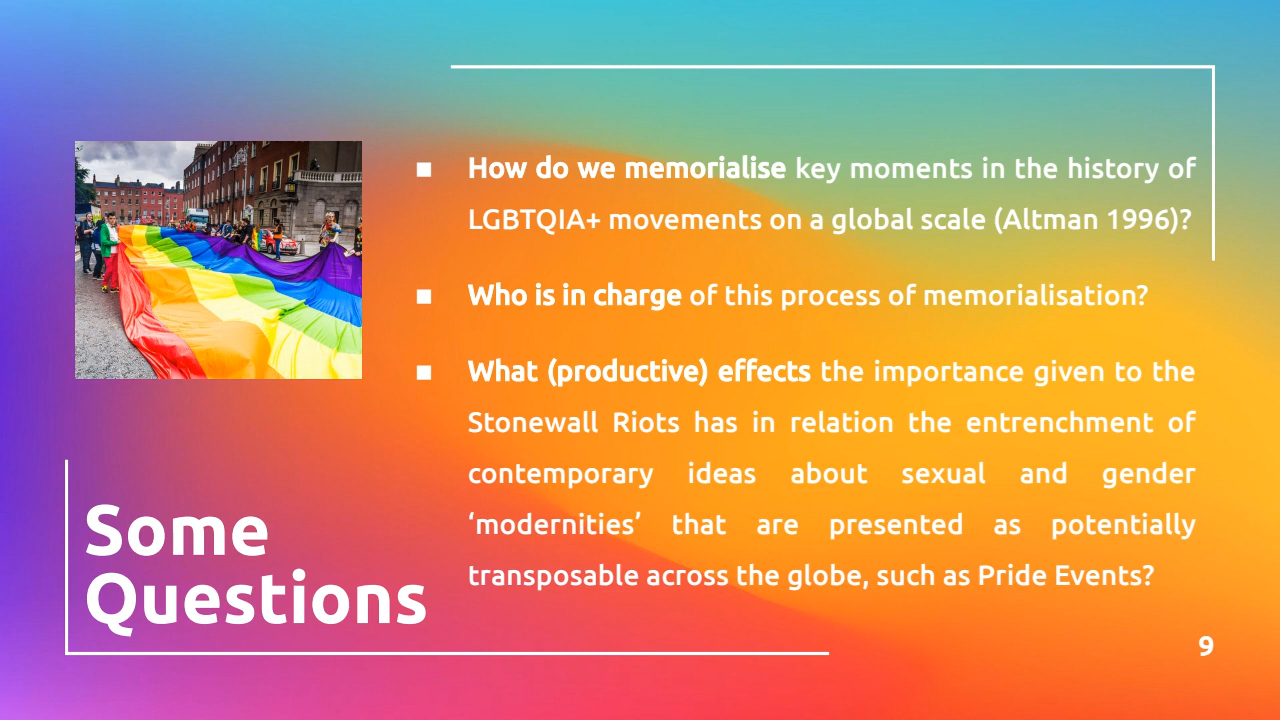 ■ How do we memorialise key moments in the history of
LGBTQIA+ movements on a global scale (Altman 1996)?
■ Who is in charge of this process of memorialisation?
■ What (productive) effects the importance given to the
Stonewall Riots has in relation the entrenchment of
contemporary ideas about sexual and gender
‘modernities’ that are presented as potentially
transposable across the globe, such as Pride Events?
Some
Questions
9